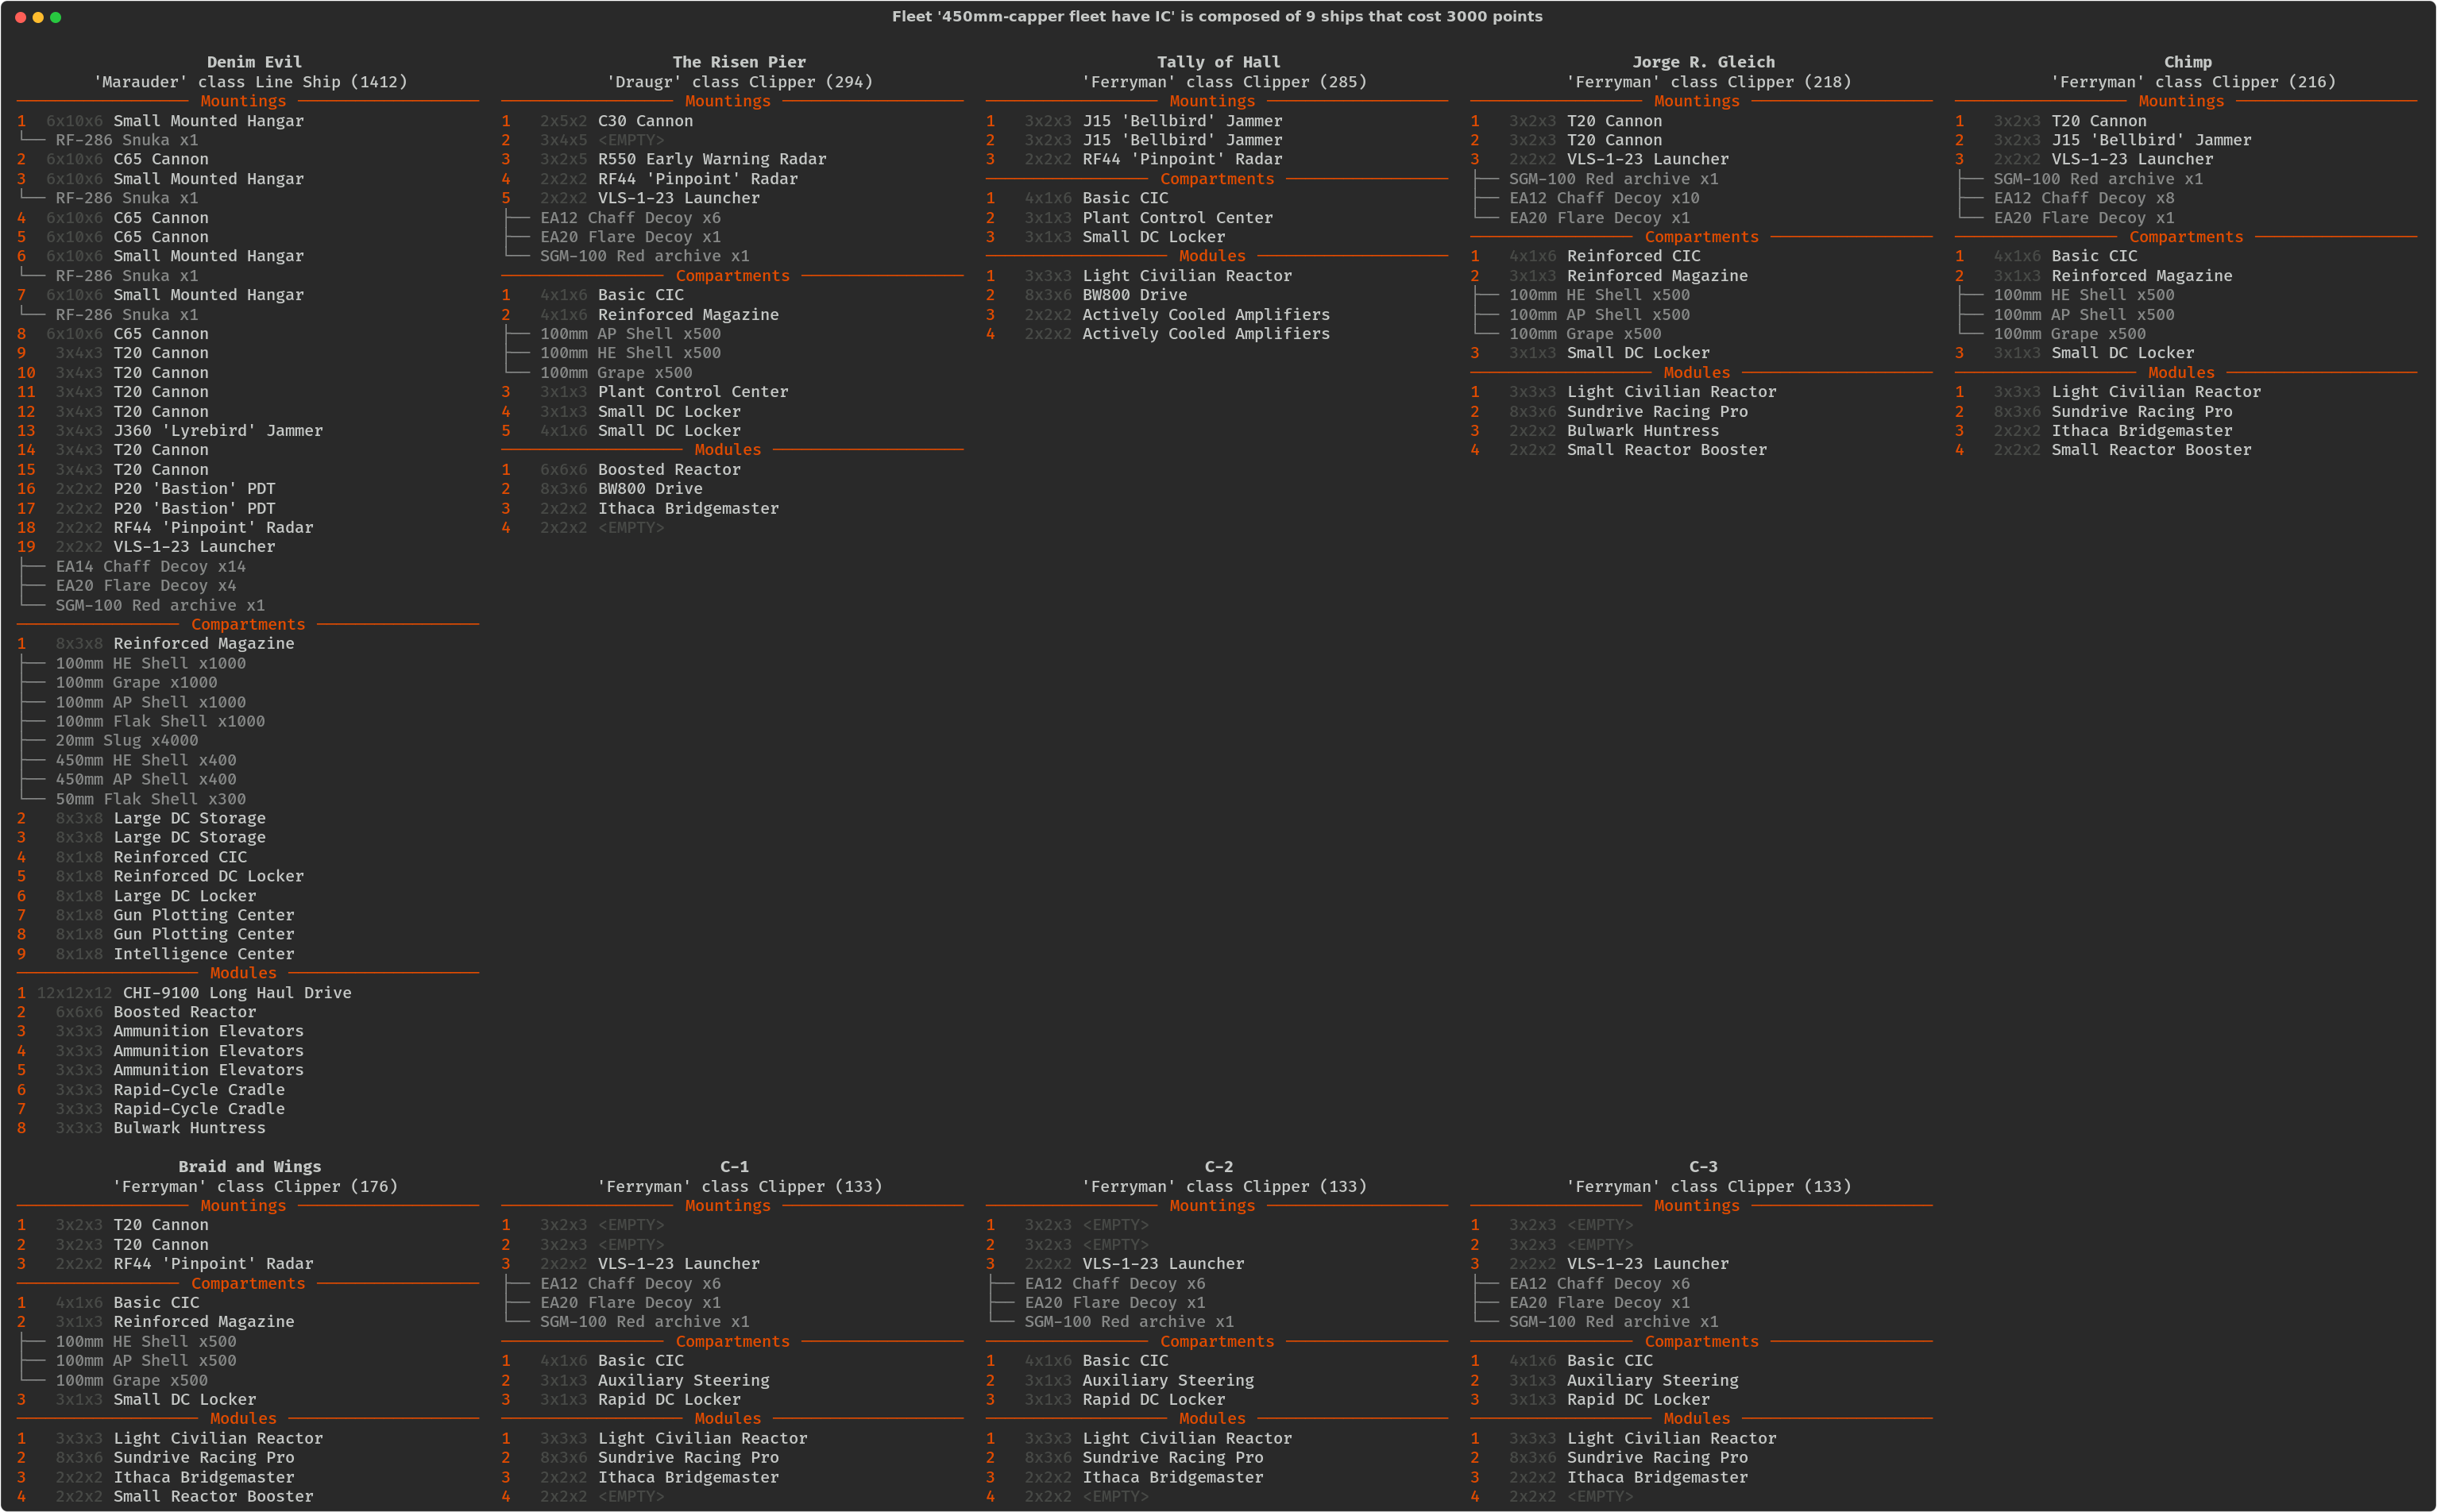 Fleet '450mm-capper fleet have IC' is composed of 9 ships that cost 3000 points
Denim Evil
'Marauder' class Line Ship (1412)
Mountings
1 6x10x6 Small Mounted Hangar
RF-286 Snuka x1
2 6x10x6 C65 Cannon
3 6x10x6 Small Mounted Hangar
RF-286 Snuka x1
4 6x10x6 C65 Cannon
5 6x10x6 C65 Cannon
6 6x10x6 Small Mounted Hangar
RF-286 Snuka x1
7 6x10x6 Small Mounted Hangar
RF-286 Snuka x1
8 6x10x6 C65 Cannon
9 3x4x3 T20 Cannon
10 3x4x3 T20 Cannon
11 3x4x3 T20 Cannon
12 3x4x3 T20 Cannon
13 3x4x3 J360 'Lyrebird' Jammer
14 3x4x3 T20 Cannon
15 3x4x3 T20 Cannon
16 2x2x2 P20 'Bastion' PDT
17 2x2x2 P20 'Bastion' PDT
18 2x2x2 RF44 'Pinpoint' Radar
19 2x2x2 VLS-1-23 Launcher
EA14 Chaff Decoy x14
EA20 Flare Decoy x4
SGM-100 Red archive x1
Compartments
1 8x3x8 Reinforced Magazine
100mm HE Shell x1000
100mm Grape x1000
100mm AP Shell x1000
100mm Flak Shell x1000
20mm Slug x4000
450mm HE Shell x400
450mm AP Shell x400
50mm Flak Shell x300
2 8x3x8 Large DC Storage
3 8x3x8 Large DC Storage
4 8x1x8 Reinforced CIC
5 8x1x8 Reinforced DC Locker
6 8x1x8 Large DC Locker
7 8x1x8 Gun Plotting Center
8 8x1x8 Gun Plotting Center
9 8x1x8 Intelligence Center
Modules
1 12x12x12 CHI-9100 Long Haul Drive
2 6x6x6 Boosted Reactor
3 3x3x3 Ammunition Elevators
4 3x3x3 Ammunition Elevators
5 3x3x3 Ammunition Elevators
6 3x3x3 Rapid-Cycle Cradle
7 3x3x3 Rapid-Cycle Cradle
8 3x3x3 Bulwark Huntress
The Risen Pier
'Draugr' class Clipper (294)
Mountings
1 2x5x2 C30 Cannon
2 3x4x5 <EMPTY>
3 3x2x5 R550 Early Warning Radar
4 2x2x2 RF44 'Pinpoint' Radar
5 2x2x2 VLS-1-23 Launcher
EA12 Chaff Decoy x6
EA20 Flare Decoy x1
SGM-100 Red archive x1
Compartments
1 4x1x6 Basic CIC
2 4x1x6 Reinforced Magazine
100mm AP Shell x500
100mm HE Shell x500
100mm Grape x500
3 3x1x3 Plant Control Center
4 3x1x3 Small DC Locker
5 4x1x6 Small DC Locker
Modules
1 6x6x6 Boosted Reactor
2 8x3x6 BW800 Drive
3 2x2x2 Ithaca Bridgemaster
4 2x2x2 <EMPTY>
Tally of Hall
'Ferryman' class Clipper (285)
Mountings
1 3x2x3 J15 'Bellbird' Jammer
2 3x2x3 J15 'Bellbird' Jammer
3 2x2x2 RF44 'Pinpoint' Radar
Compartments
1 4x1x6 Basic CIC
2 3x1x3 Plant Control Center
3 3x1x3 Small DC Locker
Modules
1 3x3x3 Light Civilian Reactor
2 8x3x6 BW800 Drive
3 2x2x2 Actively Cooled Amplifiers
4 2x2x2 Actively Cooled Amplifiers
Jorge R. Gleich
'Ferryman' class Clipper (218)
Mountings
1 3x2x3 T20 Cannon
2 3x2x3 T20 Cannon
3 2x2x2 VLS-1-23 Launcher
SGM-100 Red archive x1
EA12 Chaff Decoy x10
EA20 Flare Decoy x1
Compartments
1 4x1x6 Reinforced CIC
2 3x1x3 Reinforced Magazine
100mm HE Shell x500
100mm AP Shell x500
100mm Grape x500
3 3x1x3 Small DC Locker
Modules
1 3x3x3 Light Civilian Reactor
2 8x3x6 Sundrive Racing Pro
3 2x2x2 Bulwark Huntress
4 2x2x2 Small Reactor Booster
Chimp
'Ferryman' class Clipper (216)
Mountings
1 3x2x3 T20 Cannon
2 3x2x3 J15 'Bellbird' Jammer
3 2x2x2 VLS-1-23 Launcher
SGM-100 Red archive x1
EA12 Chaff Decoy x8
EA20 Flare Decoy x1
Compartments
1 4x1x6 Basic CIC
2 3x1x3 Reinforced Magazine
100mm HE Shell x500
100mm AP Shell x500
100mm Grape x500
3 3x1x3 Small DC Locker
Modules
1 3x3x3 Light Civilian Reactor
2 8x3x6 Sundrive Racing Pro
3 2x2x2 Ithaca Bridgemaster
4 2x2x2 Small Reactor Booster
Braid and Wings
'Ferryman' class Clipper (176)
Mountings
1 3x2x3 T20 Cannon
2 3x2x3 T20 Cannon
3 2x2x2 RF44 'Pinpoint' Radar
Compartments
1 4x1x6 Basic CIC
2 3x1x3 Reinforced Magazine
100mm HE Shell x500
100mm AP Shell x500
100mm Grape x500
3 3x1x3 Small DC Locker
Modules
1 3x3x3 Light Civilian Reactor
2 8x3x6 Sundrive Racing Pro
3 2x2x2 Ithaca Bridgemaster
4 2x2x2 Small Reactor Booster
C-1
'Ferryman' class Clipper (133)
Mountings
1 3x2x3 <EMPTY>
2 3x2x3 <EMPTY>
3 2x2x2 VLS-1-23 Launcher
EA12 Chaff Decoy x6
EA20 Flare Decoy x1
SGM-100 Red archive x1
Compartments
1 4x1x6 Basic CIC
2 3x1x3 Auxiliary Steering
3 3x1x3 Rapid DC Locker
Modules
1 3x3x3 Light Civilian Reactor
2 8x3x6 Sundrive Racing Pro
3 2x2x2 Ithaca Bridgemaster
4 2x2x2 <EMPTY>
C-2
'Ferryman' class Clipper (133)
Mountings
1 3x2x3 <EMPTY>
2 3x2x3 <EMPTY>
3 2x2x2 VLS-1-23 Launcher
EA12 Chaff Decoy x6
EA20 Flare Decoy x1
SGM-100 Red archive x1
Compartments
1 4x1x6 Basic CIC
2 3x1x3 Auxiliary Steering
3 3x1x3 Rapid DC Locker
Modules
1 3x3x3 Light Civilian Reactor
2 8x3x6 Sundrive Racing Pro
3 2x2x2 Ithaca Bridgemaster
4 2x2x2 <EMPTY>
C-3
'Ferryman' class Clipper (133)
Mountings
1 3x2x3 <EMPTY>
2 3x2x3 <EMPTY>
3 2x2x2 VLS-1-23 Launcher
EA12 Chaff Decoy x6
EA20 Flare Decoy x1
SGM-100 Red archive x1
Compartments
1 4x1x6 Basic CIC
2 3x1x3 Auxiliary Steering
3 3x1x3 Rapid DC Locker
Modules
1 3x3x3 Light Civilian Reactor
2 8x3x6 Sundrive Racing Pro
3 2x2x2 Ithaca Bridgemaster
4 2x2x2 <EMPTY>